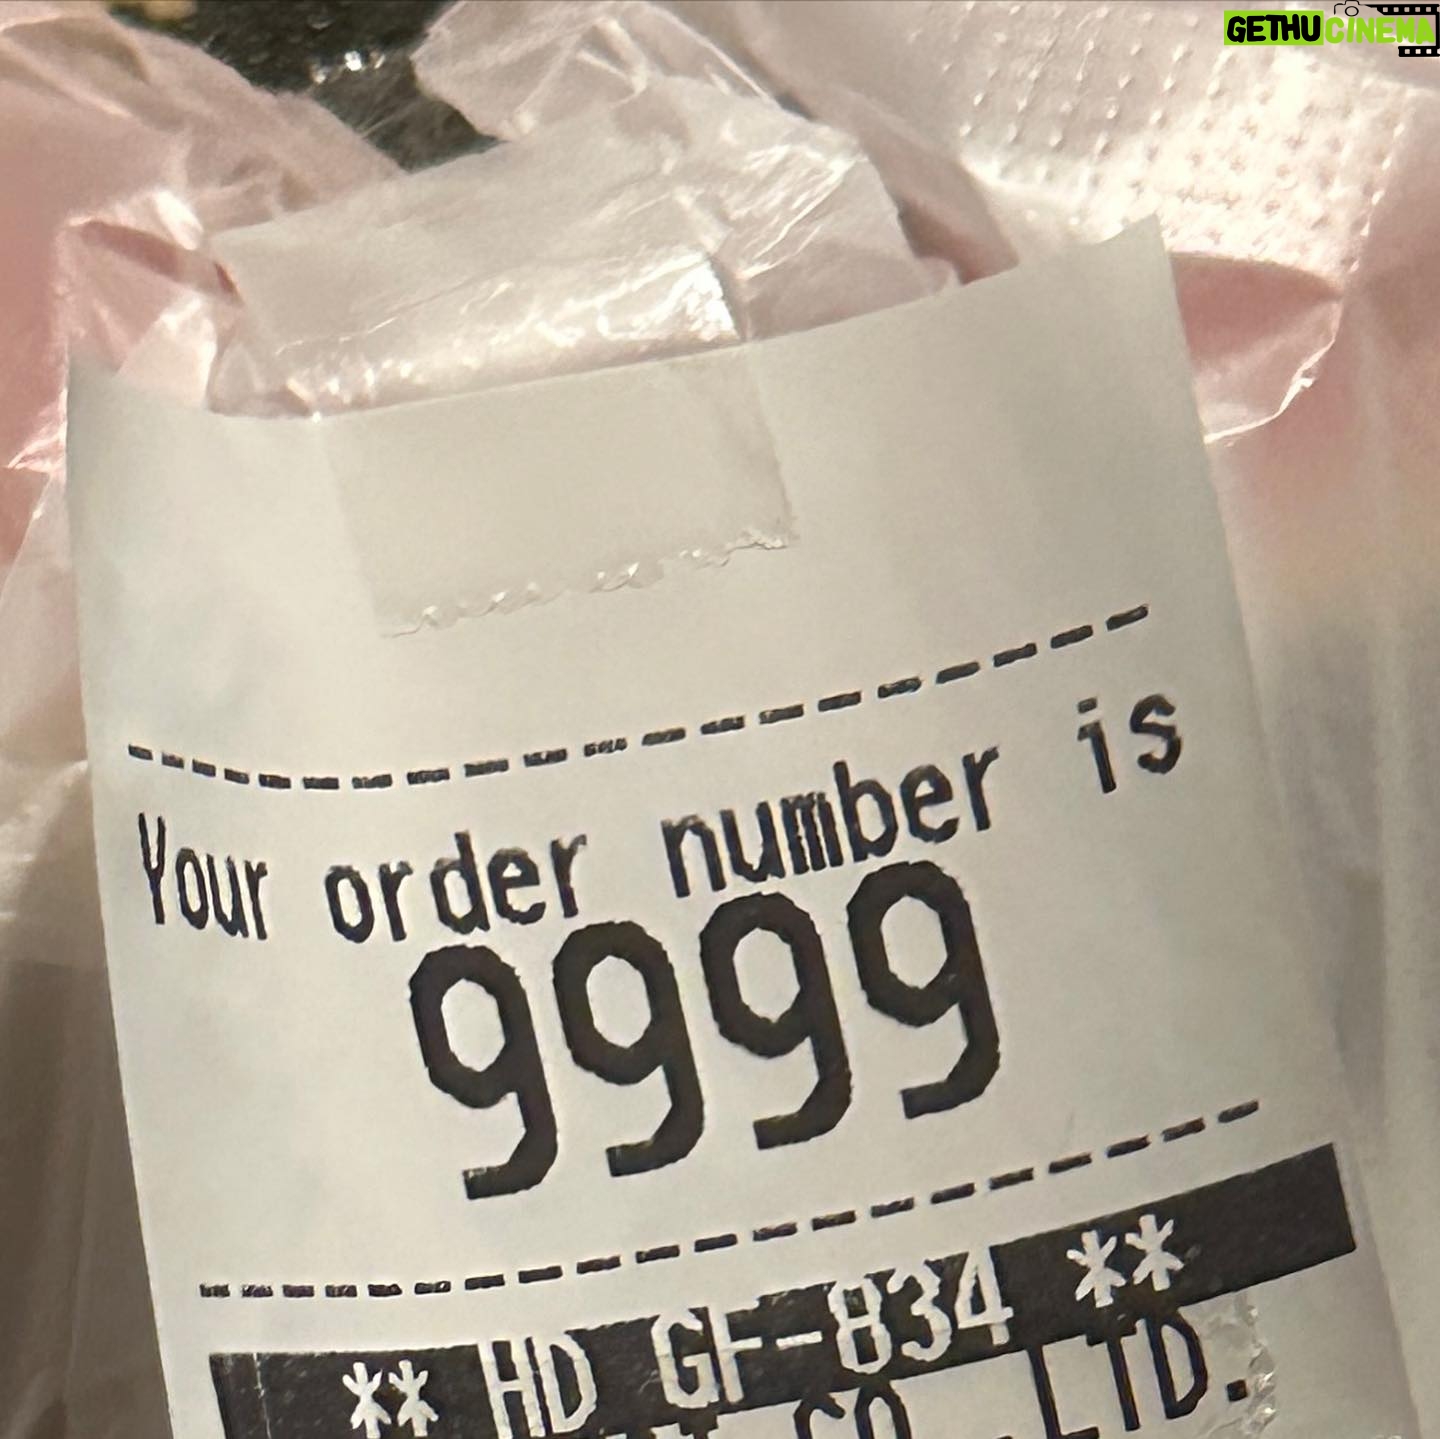 GETHU CINEMA
Your order number is
9999
** HD GF-834 **
CO .LTD.